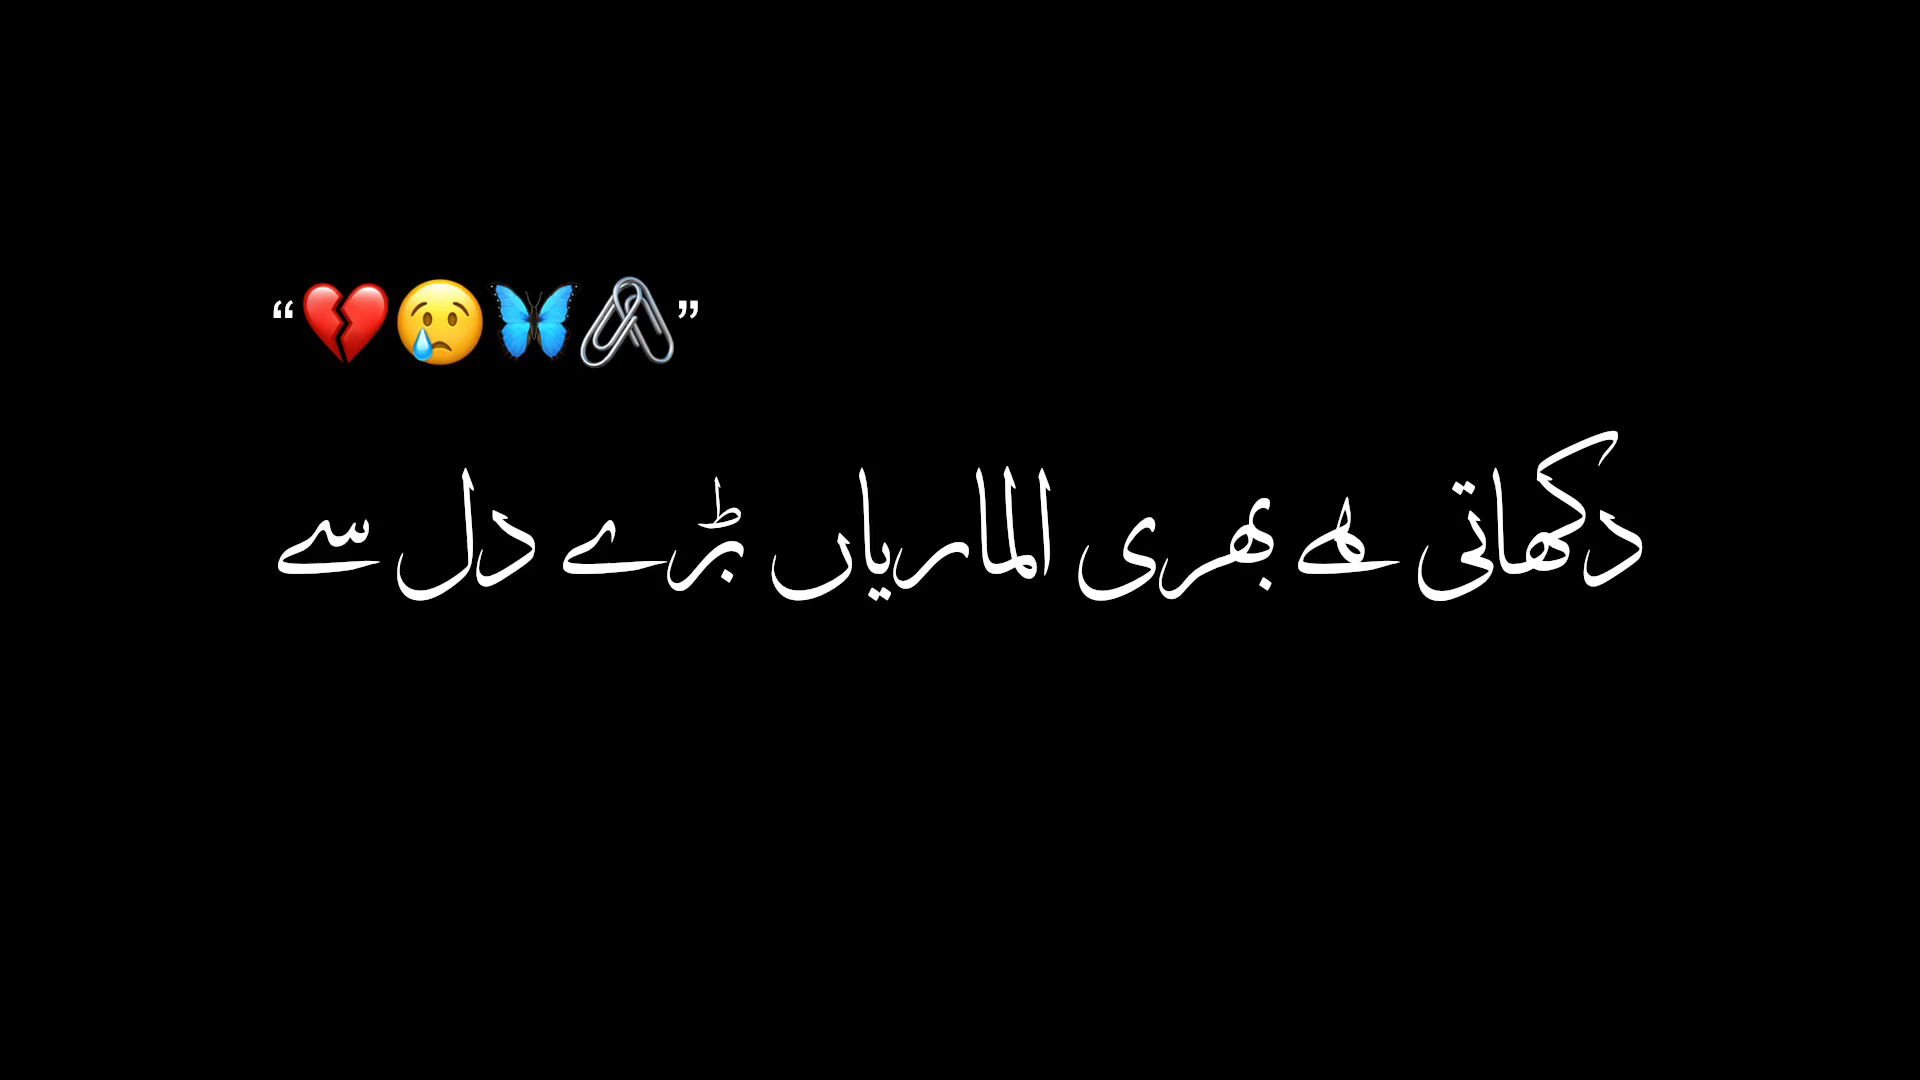 “💔😢🦋🖇️”
دکھاتی ہے بھری الماریاں بڑے دل سے